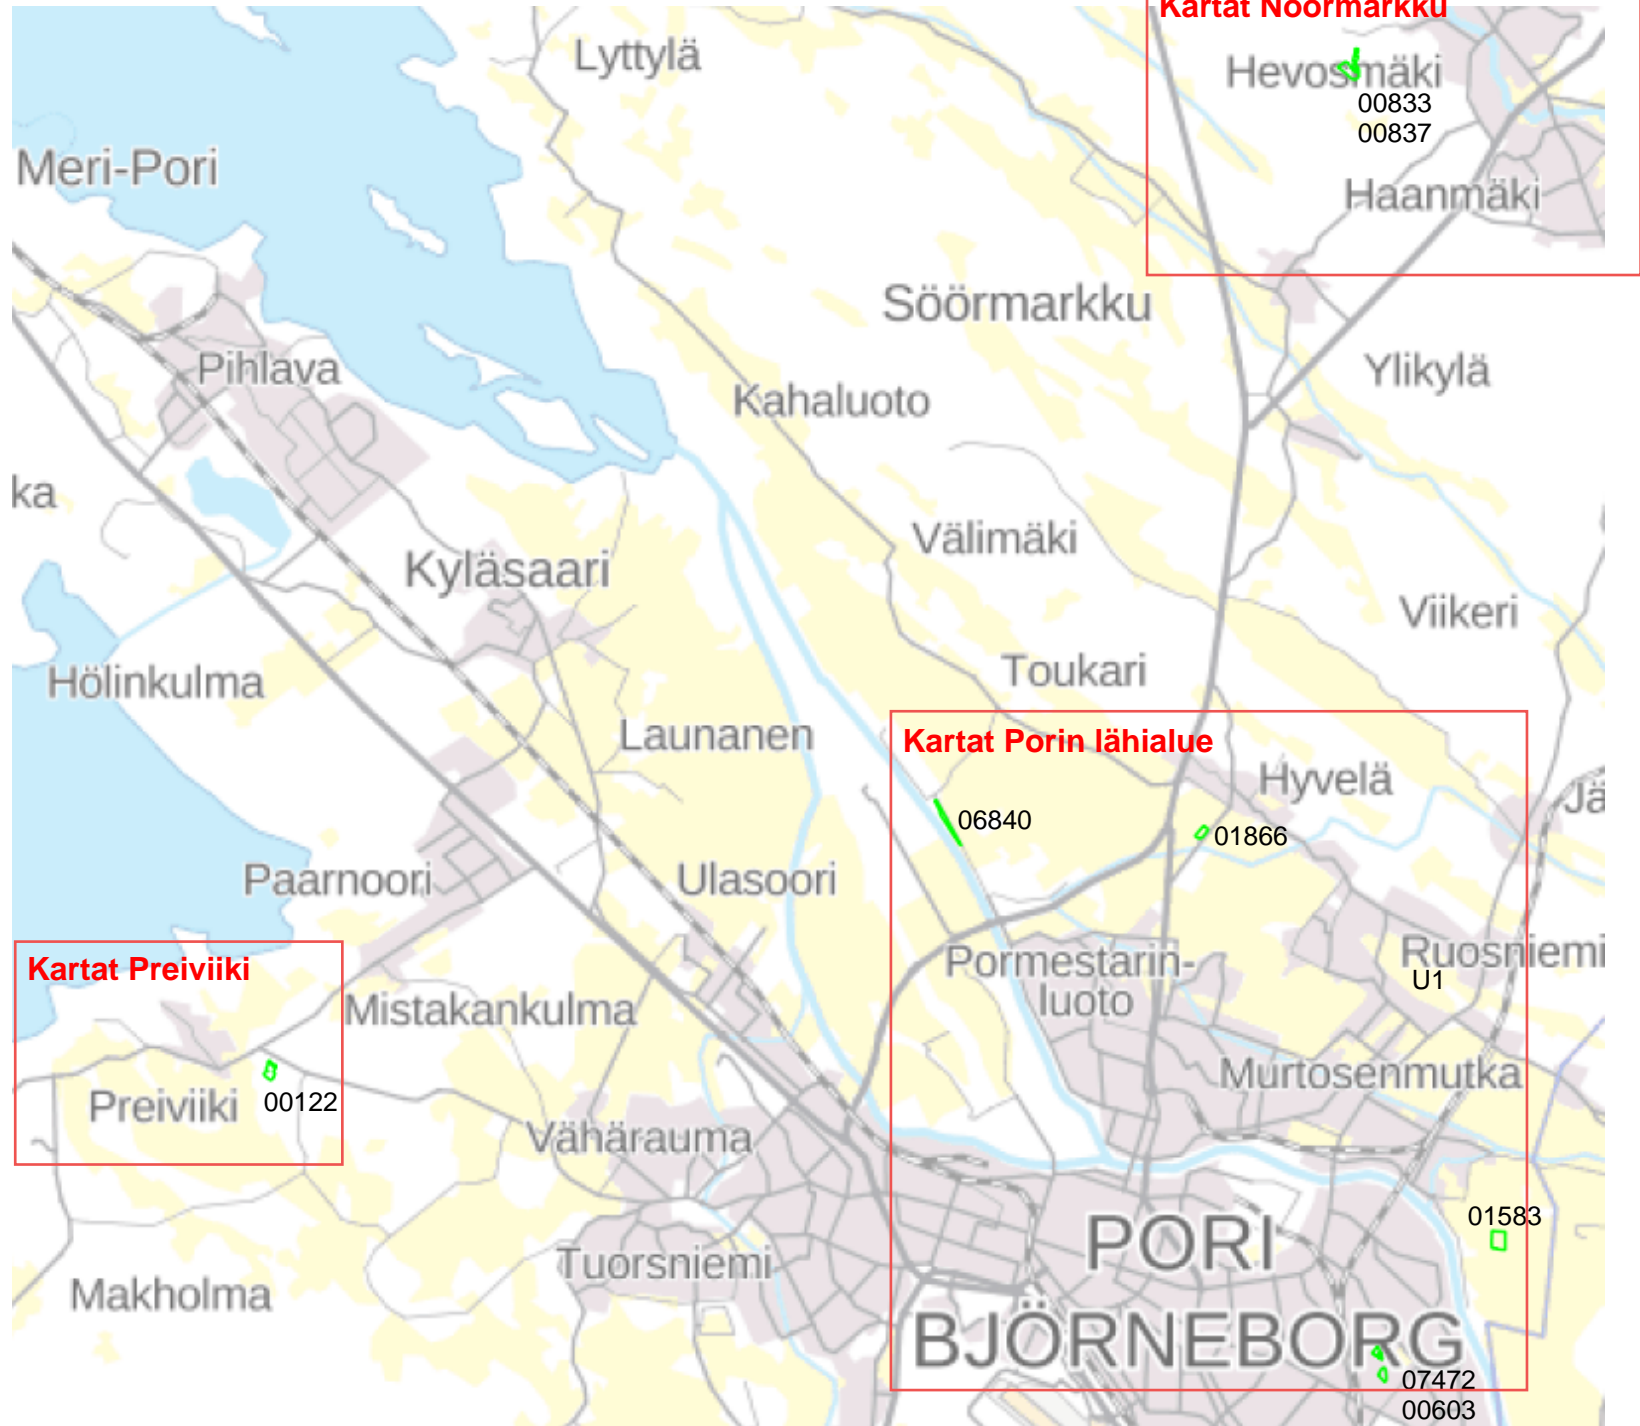 Kartat Noormarkku
Lyttylä
Hevosmäki
00833
00837
Meri-Pori
Haanmäki
Söörmarkku
Pihlava
Ylikylä
Kahaluoto
ka
Välimäki
Kyläsaari
Viikeri
Toukari
Hölinkulma
Launanen
Kartat Porin lähialue
Hyvelä
Jä
06840
01866
Paarnoori
Ulasoori
Kartat Preiviiki
Pormestarin-
luoto
Ruosniemi
U1
Mistakankulma
Murtosenmutka
Preiviiki
00122
Vähärauma
01583
PORI
Tuorsniemi
Makholma
BJÖRNEBORG
07472
00603